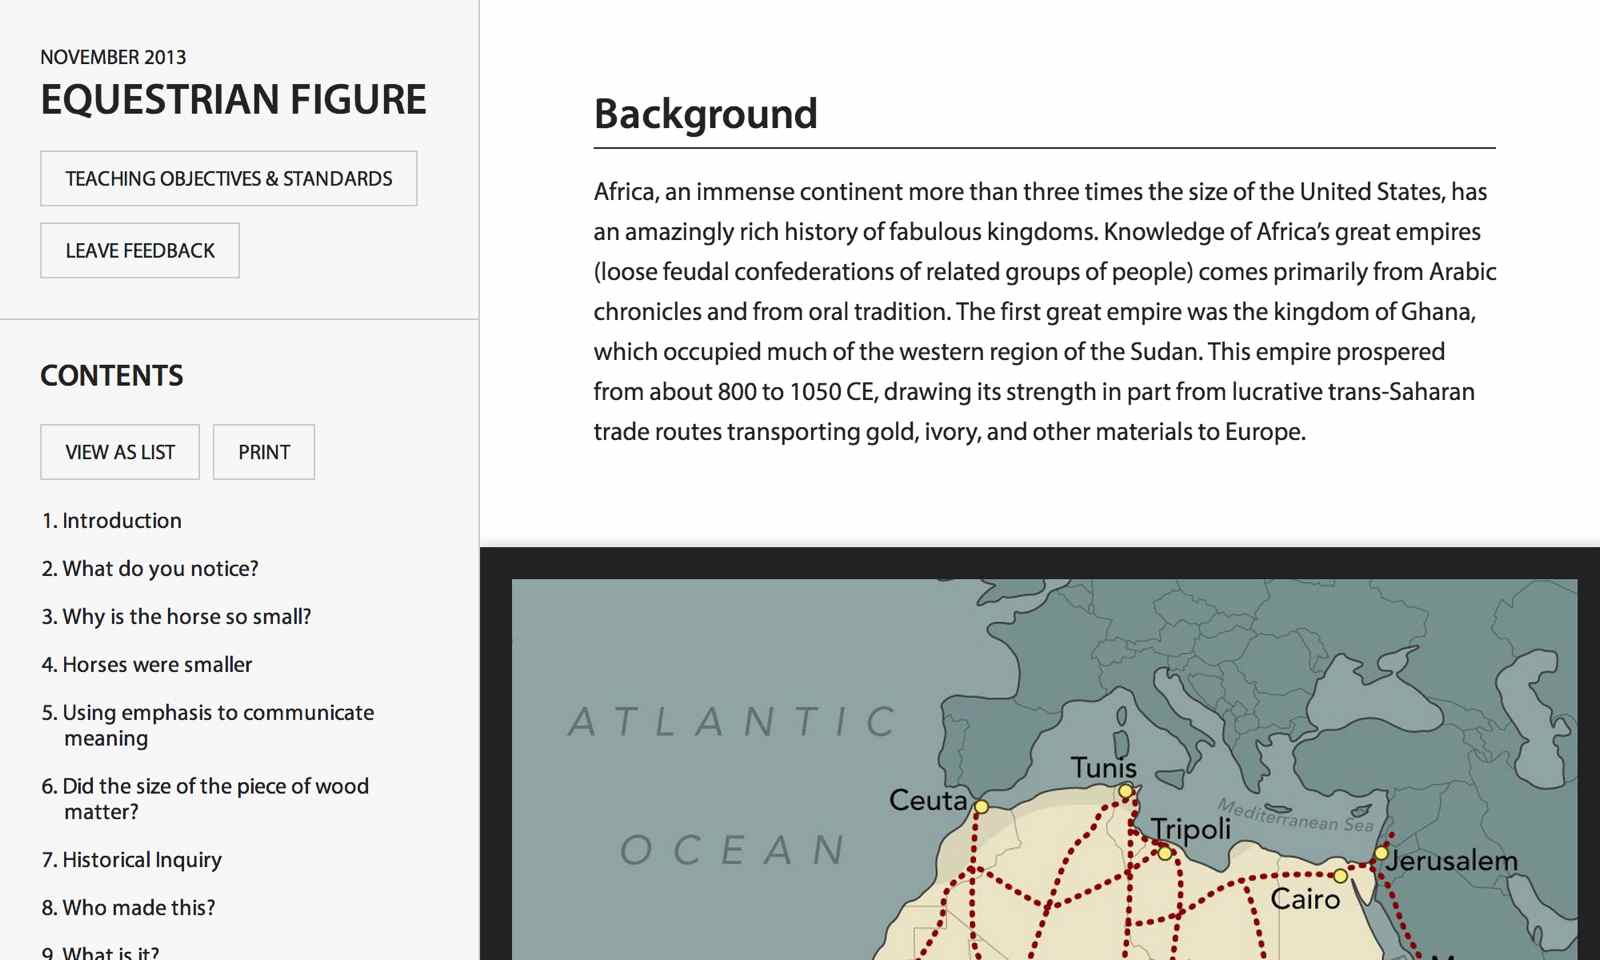 NOVEMBER 2013
EQUESTRIAN FIGURE
TEACHING OBJECTIVES & STANDARDS
LEAVE FEEDBACK
CONTENTS
VIEW AS LIST
PRINT
1. Introduction
2. What do you notice?
3. Why is the horse so small?
4. Horses were smaller
5. Using emphasis to communicate
meaning
6. Did the size of the piece of wood
matter?
7. Historical Inquiry
8. Who made this?
9. What is it?
Background
Africa, an immense continent more than three times the size of the United States, has
an amazingly rich history of fabulous kingdoms. Knowledge of Africa’s great empires
(loose feudal confederations of related groups of people) comes primarily from Arabic
chronicles and from oral tradition. The first great empire was the kingdom of Ghana,
which occupied much of the western region of the Sudan. This empire prospered
from about 800 to 1050 CE, drawing its strength in part from lucrative trans-Saharan
trade routes transporting gold, ivory, and other materials to Europe.
ATLANTIC
OCEAN
Tunis
Ceuta
Mediterranean Sea
Tripoli
Jerusalem
Cairo